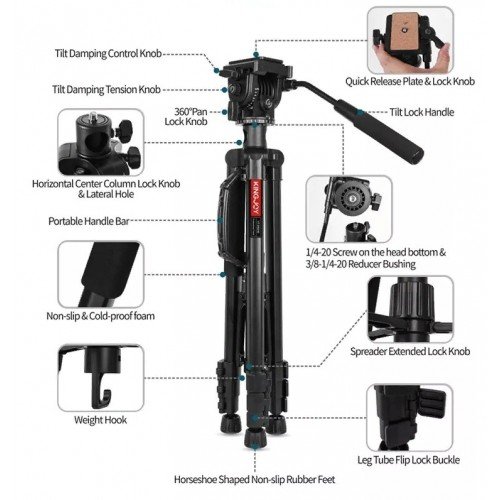 Tilt Damping Control Knob
Quick Release Plate & Lock Knob
Tilt Damping Tension Knob
360°Pan
Lock Knob
Tilt Lock Handle
Horizontal Center Column Lock Knob
& Lateral Hole
KINGJOY
Portable Handle Bar
1/4-20 Screw on the head bottom &
3/8-1/4-20 Reducer Bushing
Non-slip & Cold-proof foam
Spreader Extended Lock Knob
Weight Hook
Leg Tube Flip Lock Buckle
Horseshoe Shaped Non-slip Rubber Feet